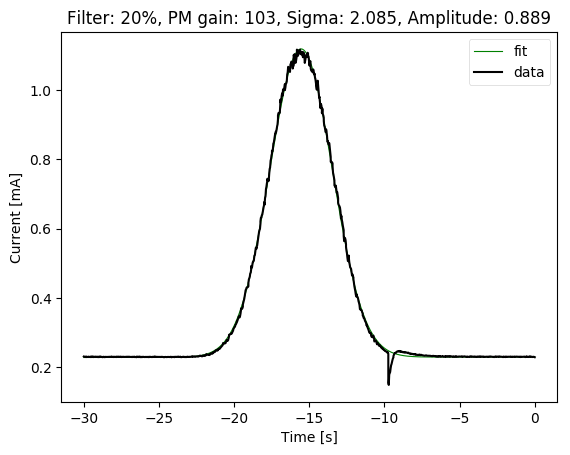 Filter: 20%, PM gain: 103, Sigma: 2.085, Amplitude: 0.889
fit
data
Current [mA]
1.0
0.8
0.6
0.4
0.2
−30
−25
−20
−15
−10
−5
0
Time [s]